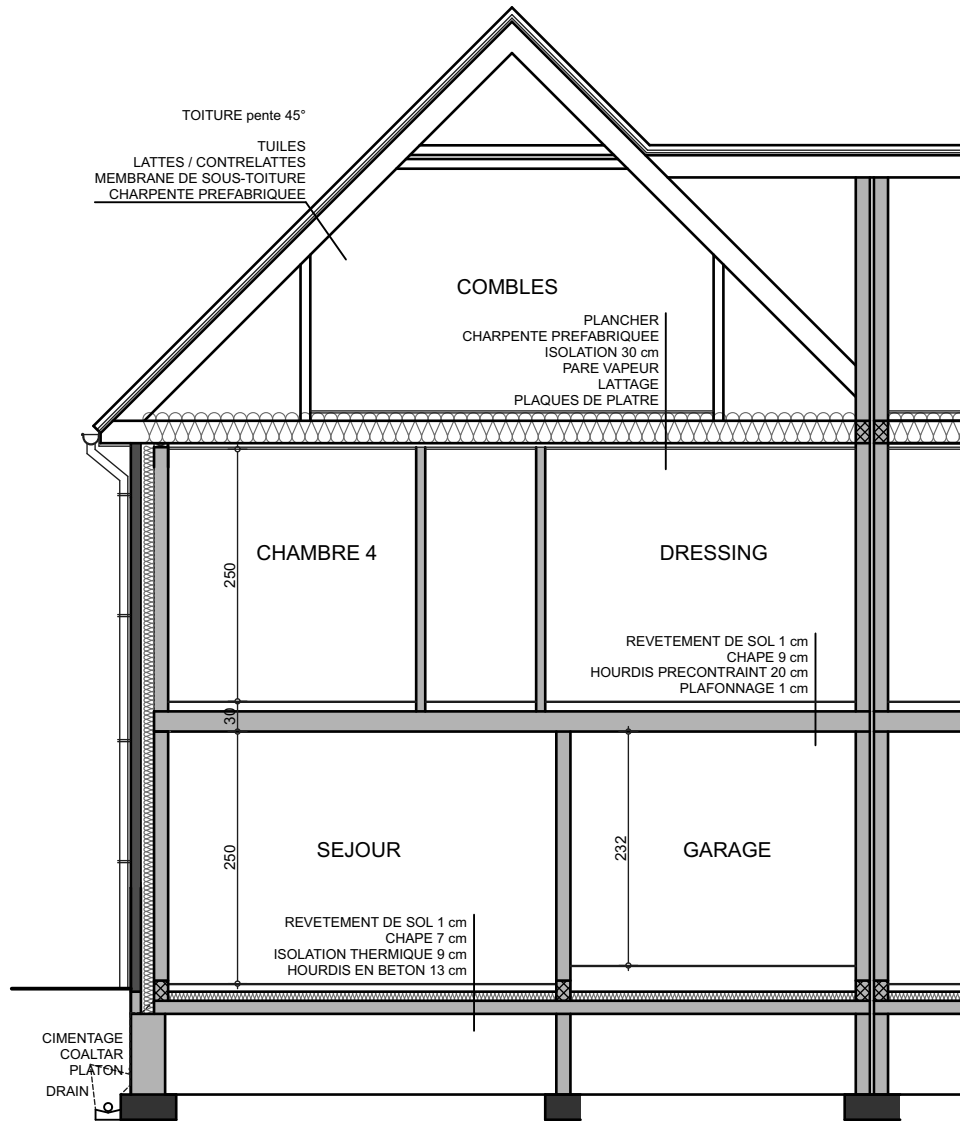 TOITURE pente 45°
TUILES
LATTES / CONTRELATTES
MEMBRANE DE SOUS-TOITURE
CHARPENTE PREFABRIQUEE
COMBLES
PLANCHER
CHARPENTE PREFABRIQUEE
ISOLATION 30 cm
PARE VAPEUR
LATTAGE
PLAQUES DE PLATRE
CHAMBRE 4
DRESSING
250
REVETEMENT DE SOL 1 cm
CHAPE 9 cm
HOURDIS PRECONTRAINT 20 cm
PLAFONNAGE 1 cm
30
SEJOUR
GARAGE
250
232
REVETEMENT DE SOL 1 cm
CHAPE 7 cm
ISOLATION THERMIQUE 9 cm
HOURDIS EN BETON 13 cm
CIMENTAGE
COALTAR
PLATON
DRAIN